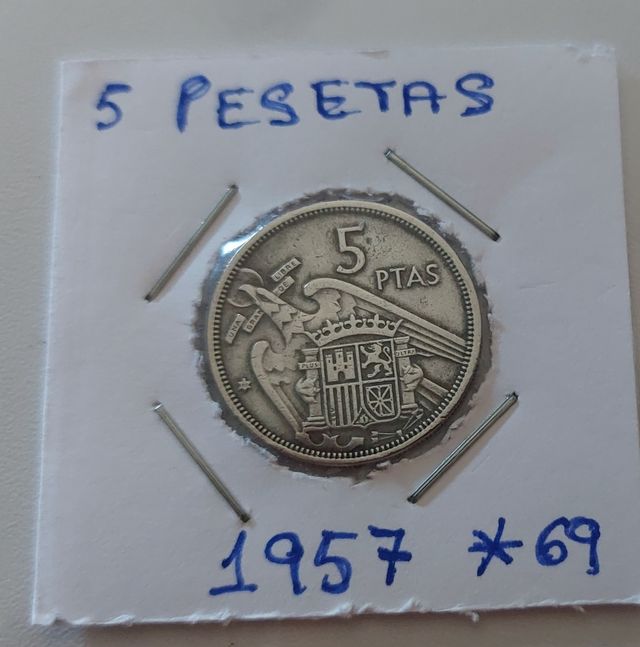 5 PESETAS
5
PTAS
UNA GRANDE LIBRE
PLUS ULTRA
1957 *69